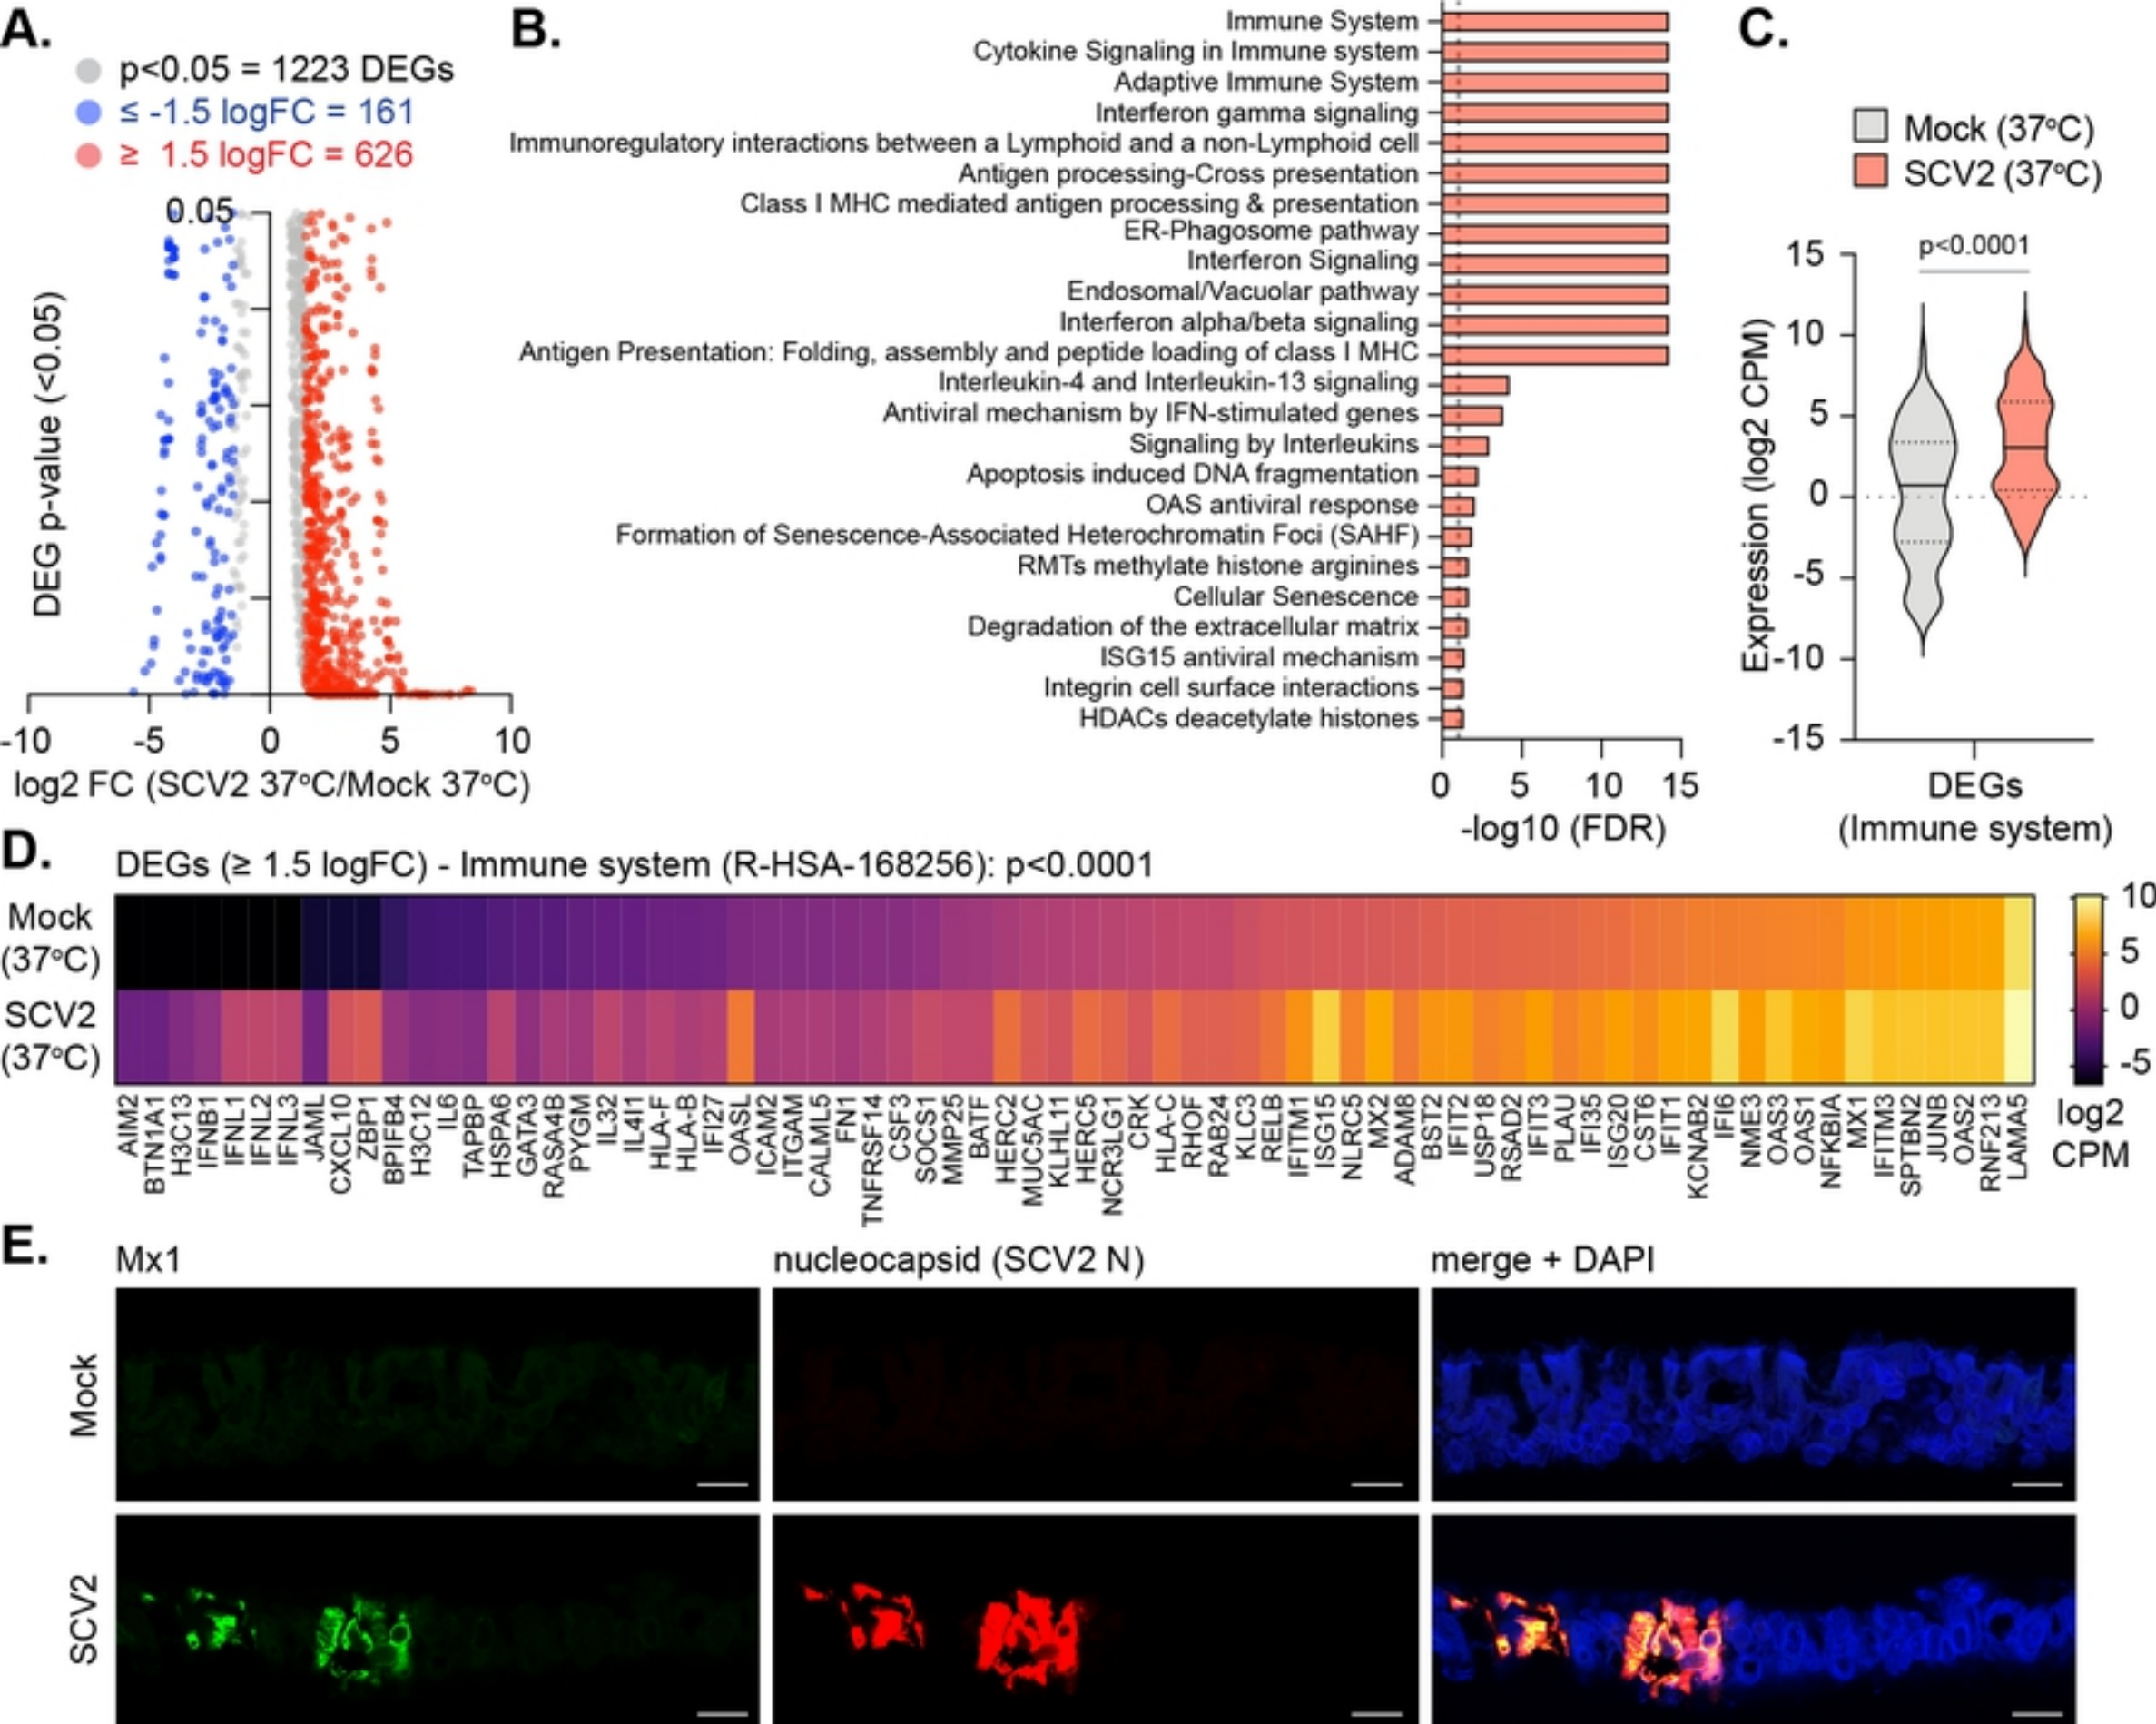 A.
p<0.05 = 1223 DEGs
≤ -1.5 logFC = 161
≥ 1.5 logFC = 626
0.05
DEG p-value (<0.05)
-10 -5 0 5 10
log2 FC (SCV2 37ºC/Mock 37ºC)
B.
Immune System
Cytokine Signaling in Immune system
Adaptive Immune System
Interferon gamma signaling
Immunoregulatory interactions between a Lymphoid and a non-Lymphoid cell
Antigen processing-Cross presentation
Class I MHC mediated antigen processing & presentation
ER-Phagosome pathway
Interferon Signaling
Endosomal/Vacuolar pathway
Interferon alpha/beta signaling
Antigen Presentation: Folding, assembly and peptide loading of class I MHC
Interleukin-4 and Interleukin-13 signaling
Antiviral mechanism by IFN-stimulated genes
Signaling by Interleukins
Apoptosis induced DNA fragmentation
OAS antiviral response
Formation of Senescence-Associated Heterochromatin Foci (SAHF)
RMTs methylate histone arginines
Cellular Senescence
Degradation of the extracellular matrix
ISG15 antiviral mechanism
Integrin cell surface interactions
HDACs deacetylate histones
0 5 10 15
-log10 (FDR)
C.
Mock (37ºC)
SCV2 (37ºC)
p<0.0001
Expression (log2 CPM)
15
10
5
0
-5
-10
-15
DEGs
(Immune system)
D.
DEGs (≥ 1.5 logFC) - Immune system (R-HSA-168256): p<0.0001
Mock
(37ºC)
SCV2
(37ºC)
AIM2
BTN1A1
H3C13
IFNB1
IFNL1
IFNL2
IFNL3
JAML
CXCL10
ZBP1
BPIFB4
H3C12
IL6
TAPBP
HSPA6
GATA3
RASA4B
PYGM
IL32
IL4I1
HLA-F
HLA-B
IFI27
OASL
ICAM2
ITGAM
CALML5
FN1
TNFRSF14
CSF3
SOCS1
MMP25
BATF
HERC2
MUC5AC
KLHL11
HERC5
NCR3LG1
CRK
HLA-C
RHOF
RAB24
KLC3
RELB
IFITM1
ISG15
NLRC5
MX2
ADAM8
BST2
IFIT2
USP18
RSAD2
IFIT3
PLAU
IFI35
ISG20
CST6
IFIT1
KCNAB2
IFI6
NME3
OAS3
OAS1
NFKBIA
MX1
IFITM3
SPTBN2
JUNB
OAS2
RNF213
LAMA5
10
5
0
-5
log2
CPM
E.
Mx1
nucleocapsid (SCV2 N)
merge + DAPI
Mock
SCV2